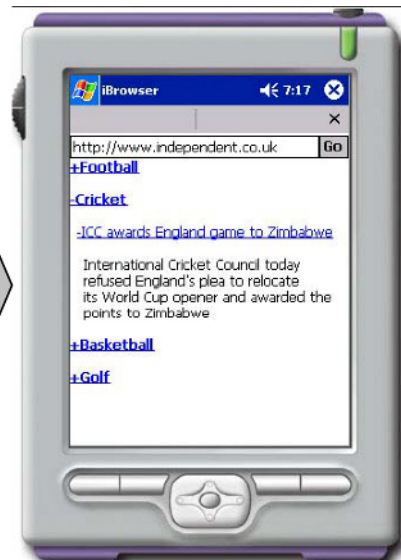 iBrowser 7:17
http://www.independent.co.uk Go
+Football
-Cricket
-ICC awards England game to Zimbabwe
International Cricket Council today
refused England's plea to relocate
its World Cup opener and awarded the
points to Zimbabwe
+Basketball
+Golf